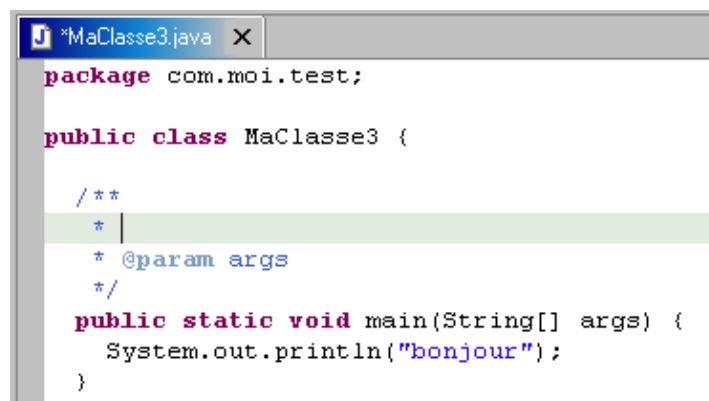 *MaClasse3.java
package com.moi.test;
public class MaClasse3 {
/**
*
* @param args
*/
public static void main(String[] args) {
System.out.println("bonjour");
}